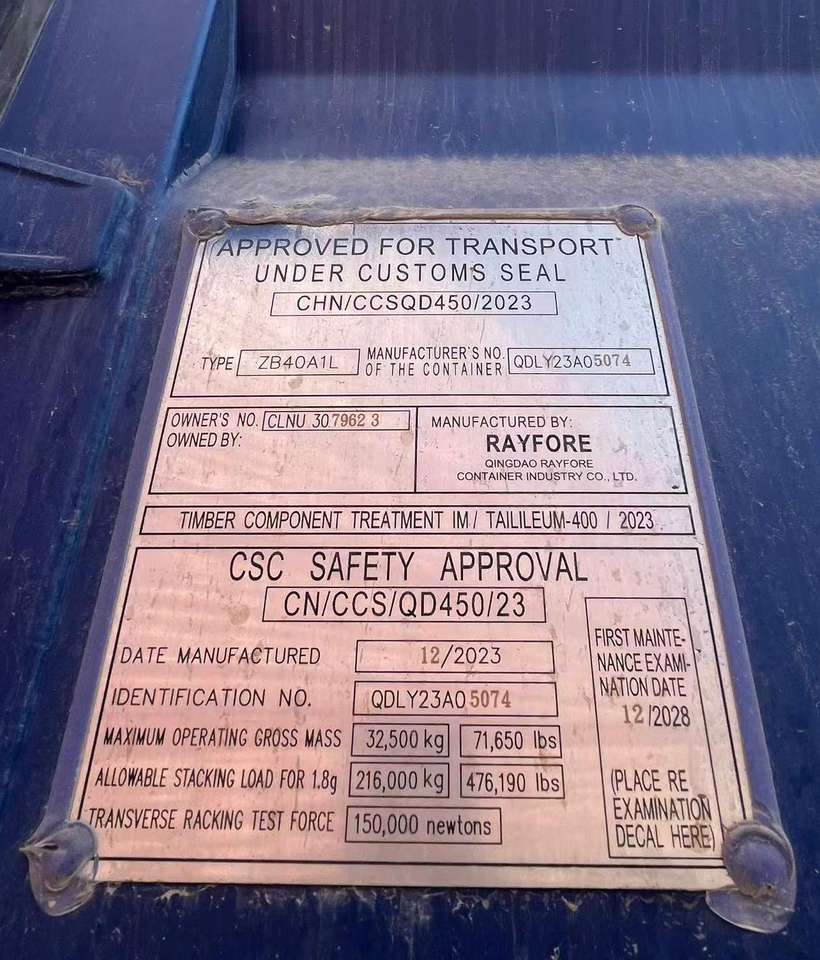 APPROVED FOR TRANSPORT
UNDER CUSTOMS SEAL
CHN/CCSQD450/2023
TYPE ZB40A1L MANUFACTURER'S NO. OF THE CONTAINER QDLY23A05074
OWNER'S NO. CLNU 307962 3
OWNED BY:
MANUFACTURED BY:
RAYFORE
QINGDAO RAYFORE
CONTAINER INDUSTRY CO., LTD.
TIMBER COMPONENT TREATMENT IM / TAILILEUM-400 / 2023
CSC SAFETY APPROVAL
CN/CCS/QD450/23
DATE MANUFACTURED 12/2023
IDENTIFICATION NO. QDLY23A05074
MAXIMUM OPERATING GROSS MASS 32,500 kg 71,650 lbs
ALLOWABLE STACKING LOAD FOR 1.8g 216,000 kg 476,190 lbs
TRANSVERSE RACKING TEST FORCE 150,000 newtons
FIRST MAINTE-
NANCE EXAMI-
NATION DATE
12/2028
(PLACE RE
EXAMINATION
DECAL HERE)